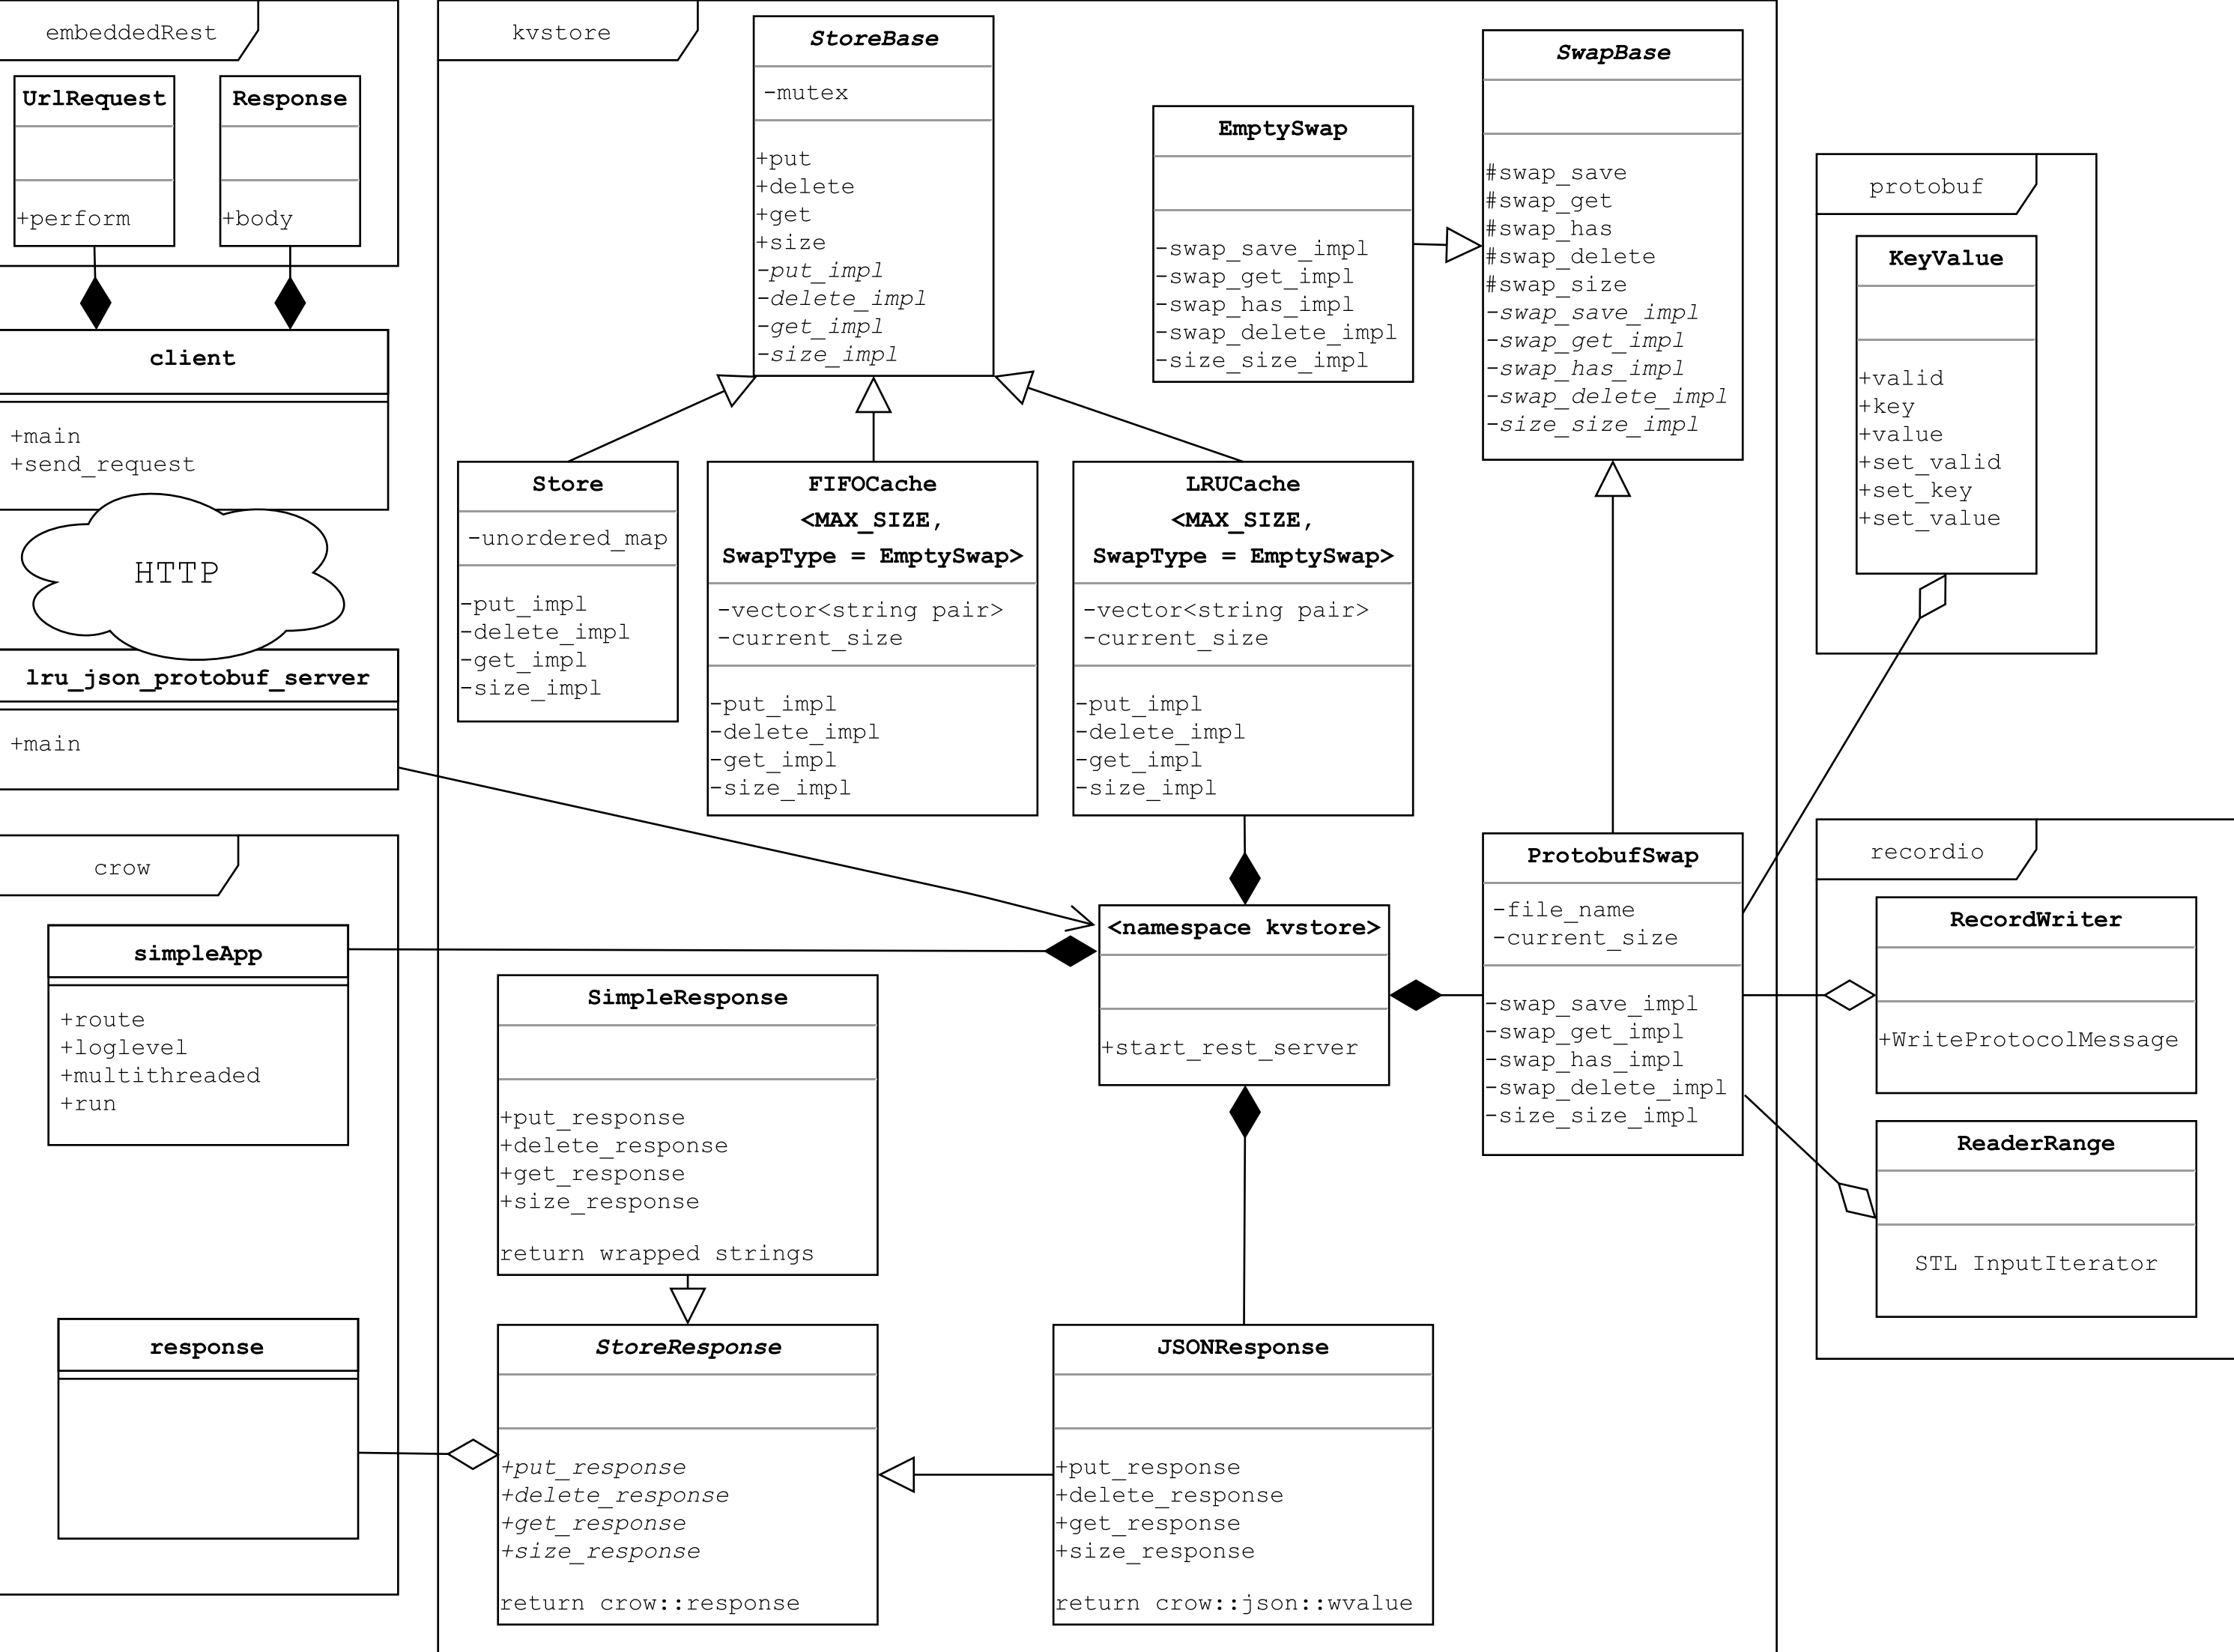 embeddedRest
UrlRequest
+perform
Response
+body
client
+main
+send_request
HTTP
lru_json_protobuf_server
+main
crow
simpleApp
+route
+loglevel
+multithreaded
+run
response
kvstore
StoreBase
-mutex
+put
+delete
+get
+size
-put_impl
-delete_impl
-get_impl
-size_impl
EmptySwap
-swap_save_impl
-swap_get_impl
-swap_has_impl
-swap_delete_impl
-size_size_impl
SwapBase
#swap_save
#swap_get
#swap_has
#swap_delete
#swap_size
-swap_save_impl
-swap_get_impl
-swap_has_impl
-swap_delete_impl
-size_size_impl
Store
-unordered_map
-put_impl
-delete_impl
-get_impl
-size_impl
FIFOCache
<MAX_SIZE,
SwapType = EmptySwap>
-vector<string pair>
-current_size
-put_impl
-delete_impl
-get_impl
-size_impl
LRUCache
<MAX_SIZE,
SwapType = EmptySwap>
-vector<string pair>
-current_size
-put_impl
-delete_impl
-get_impl
-size_impl
<namespace kvstore>
+start_rest_server
ProtobufSwap
-file_name
-current_size
-swap_save_impl
-swap_get_impl
-swap_has_impl
-swap_delete_impl
-size_size_impl
SimpleResponse
+put_response
+delete_response
+get_response
+size_response
return wrapped strings
StoreResponse
+put_response
+delete_response
+get_response
+size_response
return crow::response
JSONResponse
+put_response
+delete_response
+get_response
+size_response
return crow::json::wvalue
protobuf
KeyValue
+valid
+key
+value
+set_valid
+set_key
+set_value
recordio
RecordWriter
+WriteProtocolMessage
ReaderRange
STL InputIterator